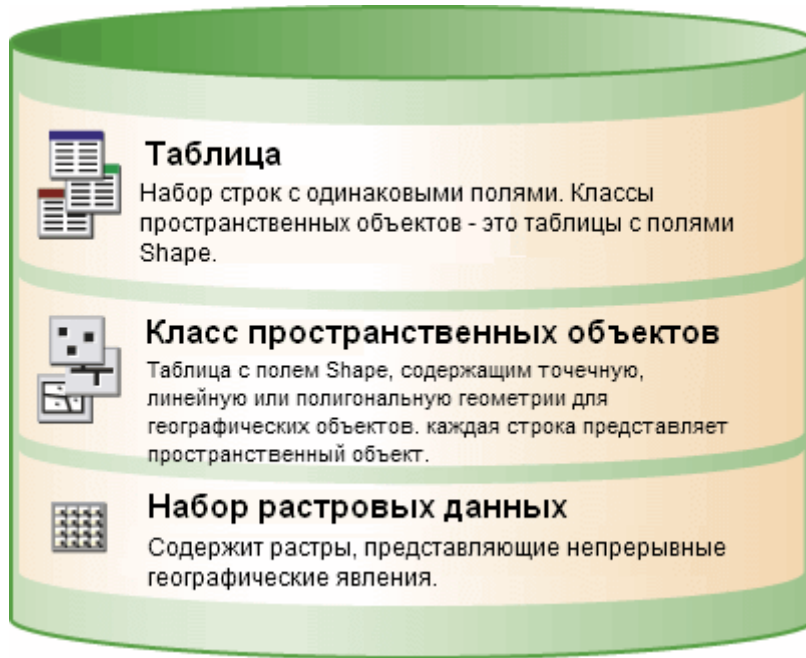 Таблица
Набор строк с одинаковыми полями. Классы
пространственных объектов - это таблицы с полями
Shape.
Класс пространственных объектов
Таблица с полем Shape, содержащим точечную,
линейную или полигональную геометрии для
географических объектов. каждая строка представляет
пространственный объект.
Набор растровых данных
Содержит растры, представляющие непрерывные
географические явления.